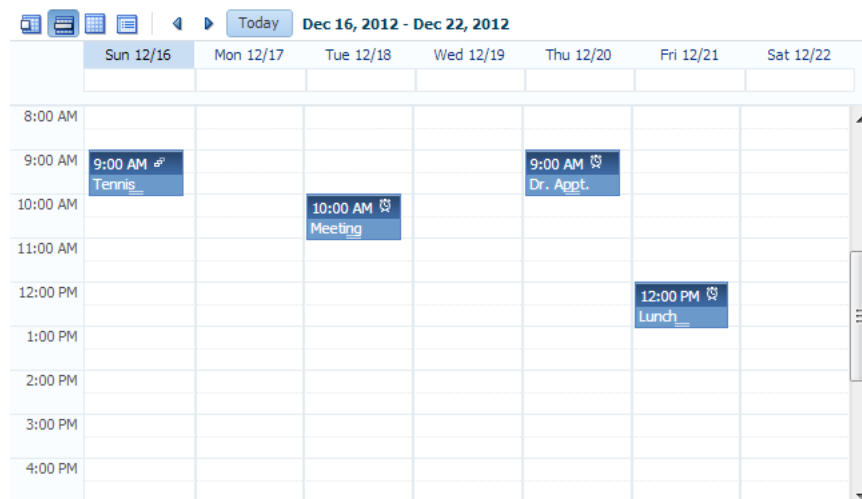 Today Dec 16, 2012 - Dec 22, 2012
Sun 12/16 Mon 12/17 Tue 12/18 Wed 12/19 Thu 12/20 Fri 12/21 Sat 12/22
8:00 AM
9:00 AM
9:00 AM
Tennis
9:00 AM
Dr. Appt.
10:00 AM
10:00 AM
Meeting
11:00 AM
12:00 PM
12:00 PM
Lunch
1:00 PM
2:00 PM
3:00 PM
4:00 PM